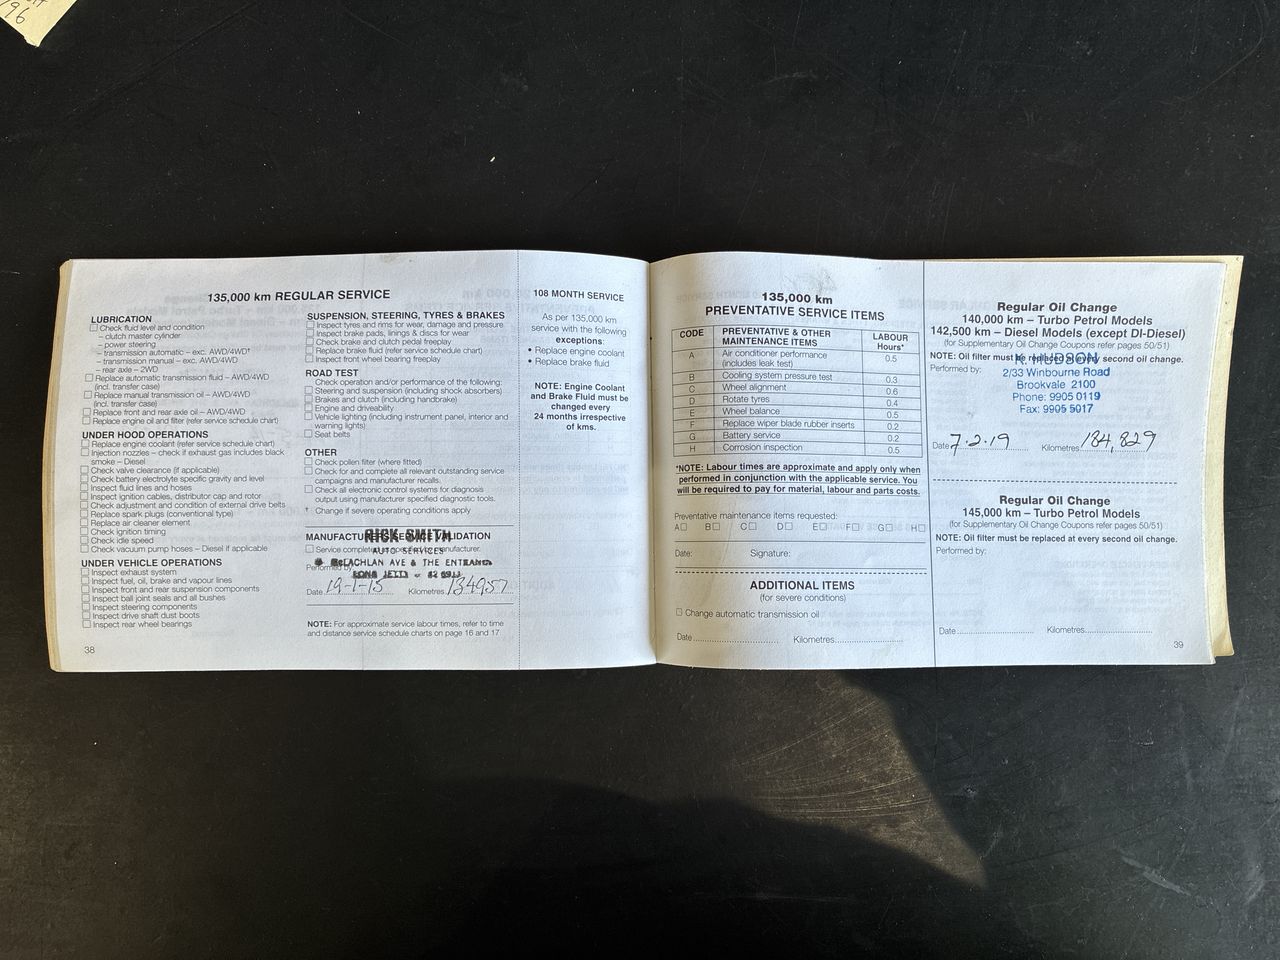 196
135,000 km REGULAR SERVICE
LUBRICATION
Check fluid level and condition
– clutch master cylinder
– power steering
– transmission automatic – exc. AWD/4WD†
– transmission manual – exc. AWD/4WD
– rear axle – 2WD
Replace automatic transmission fluid – AWD/4WD
(incl. transfer case)
Replace manual transmission oil – AWD/4WD
(incl. transfer case)
Replace front and rear axle oil – AWD/4WD
Replace engine oil and filter (refer service schedule chart)
UNDER HOOD OPERATIONS
Replace engine coolant (refer service schedule chart)
Injection nozzles – check if exhaust gas includes black
smoke – Diesel
Check valve clearance (if applicable)
Check battery electrolyte specific gravity and level
Inspect fluid lines and hoses
Inspect ignition cables, distributor cap and rotor
Check adjustment and condition of external drive belts
Replace spark plugs (conventional type)
Replace air cleaner element
Check ignition timing
Check idle speed
Check vacuum pump hoses – Diesel if applicable
UNDER VEHICLE OPERATIONS
Inspect exhaust system
Inspect fuel, oil, brake and vapour lines
Inspect front and rear suspension components
Inspect ball joint seals and all bushes
Inspect steering components
Inspect drive shaft dust boots
Inspect rear wheel bearings
38
SUSPENSION, STEERING, TYRES & BRAKES
Inspect tyres and rims for wear, damage and pressure
Inspect brake pads, linings & discs for wear
Check brake and clutch pedal freeplay
Replace brake fluid (refer service schedule chart)
Inspect front wheel bearing freeplay
ROAD TEST
Check operation and/or performance of the following:
Steering and suspension (including shock absorbers)
Brakes and clutch (including handbrake)
Engine and driveability
Vehicle lighting (including instrument panel, interior and
warning lights)
Seat belts
OTHER
Check pollen filter (where fitted)
Check for and complete all relevant outstanding service
campaigns and manufacturer recalls.
Check all electronic control systems for diagnosis
output using manufacturer specified diagnostic tools.
† Change if severe operating conditions apply
MANUFACTURERS SERVICE VALIDATION
RICK SMITH
Service manufacturer.
AUTO SERVICES
McLACHLAN AVE & THE ENTRANCE
Performed by
LONG JETTY
Date 19-1-15 Kilometres 134957
NOTE: For approximate service labour times, refer to time
and distance service schedule charts on page 16 and 17
108 MONTH SERVICE
As per 135,000 km
service with the following
exceptions:
• Replace engine coolant
• Replace brake fluid
NOTE: Engine Coolant
and Brake Fluid must be
changed every
24 months irrespective
of kms.
135,000 km
PREVENTATIVE SERVICE ITEMS
CODE PREVENTATIVE & OTHER MAINTENANCE ITEMS LABOUR Hours*
A Air conditioner performance (includes leak test) 0.5
B Cooling system pressure test 0.3
C Wheel alignment 0.6
D Rotate tyres 0.4
E Wheel balance 0.5
F Replace wiper blade rubber inserts 0.2
G Battery service 0.2
H Corrosion inspection 0.5
*NOTE: Labour times are approximate and apply only when
performed in conjunction with the applicable service. You
will be required to pay for material, labour and parts costs.
Preventative maintenance items requested:
A B C D E F G H
Date: Signature:
ADDITIONAL ITEMS
(for severe conditions)
Change automatic transmission oil
Date Kilometres
Regular Oil Change
140,000 km – Turbo Petrol Models
142,500 km – Diesel Models (except DI-Diesel)
(for Supplementary Oil Change Coupons refer pages 50/51)
NOTE: Oil filter must be replaced every second oil change.
R. HUDSON
Performed by: 2/33 Winbourne Road
Brookvale 2100
Phone: 9905 0119
Fax: 9905 5017
Date 7.2.19 Kilometres 184,829
Regular Oil Change
145,000 km – Turbo Petrol Models
(for Supplementary Oil Change Coupons refer pages 50/51)
NOTE: Oil filter must be replaced at every second oil change.
Performed by:
Date Kilometres
39